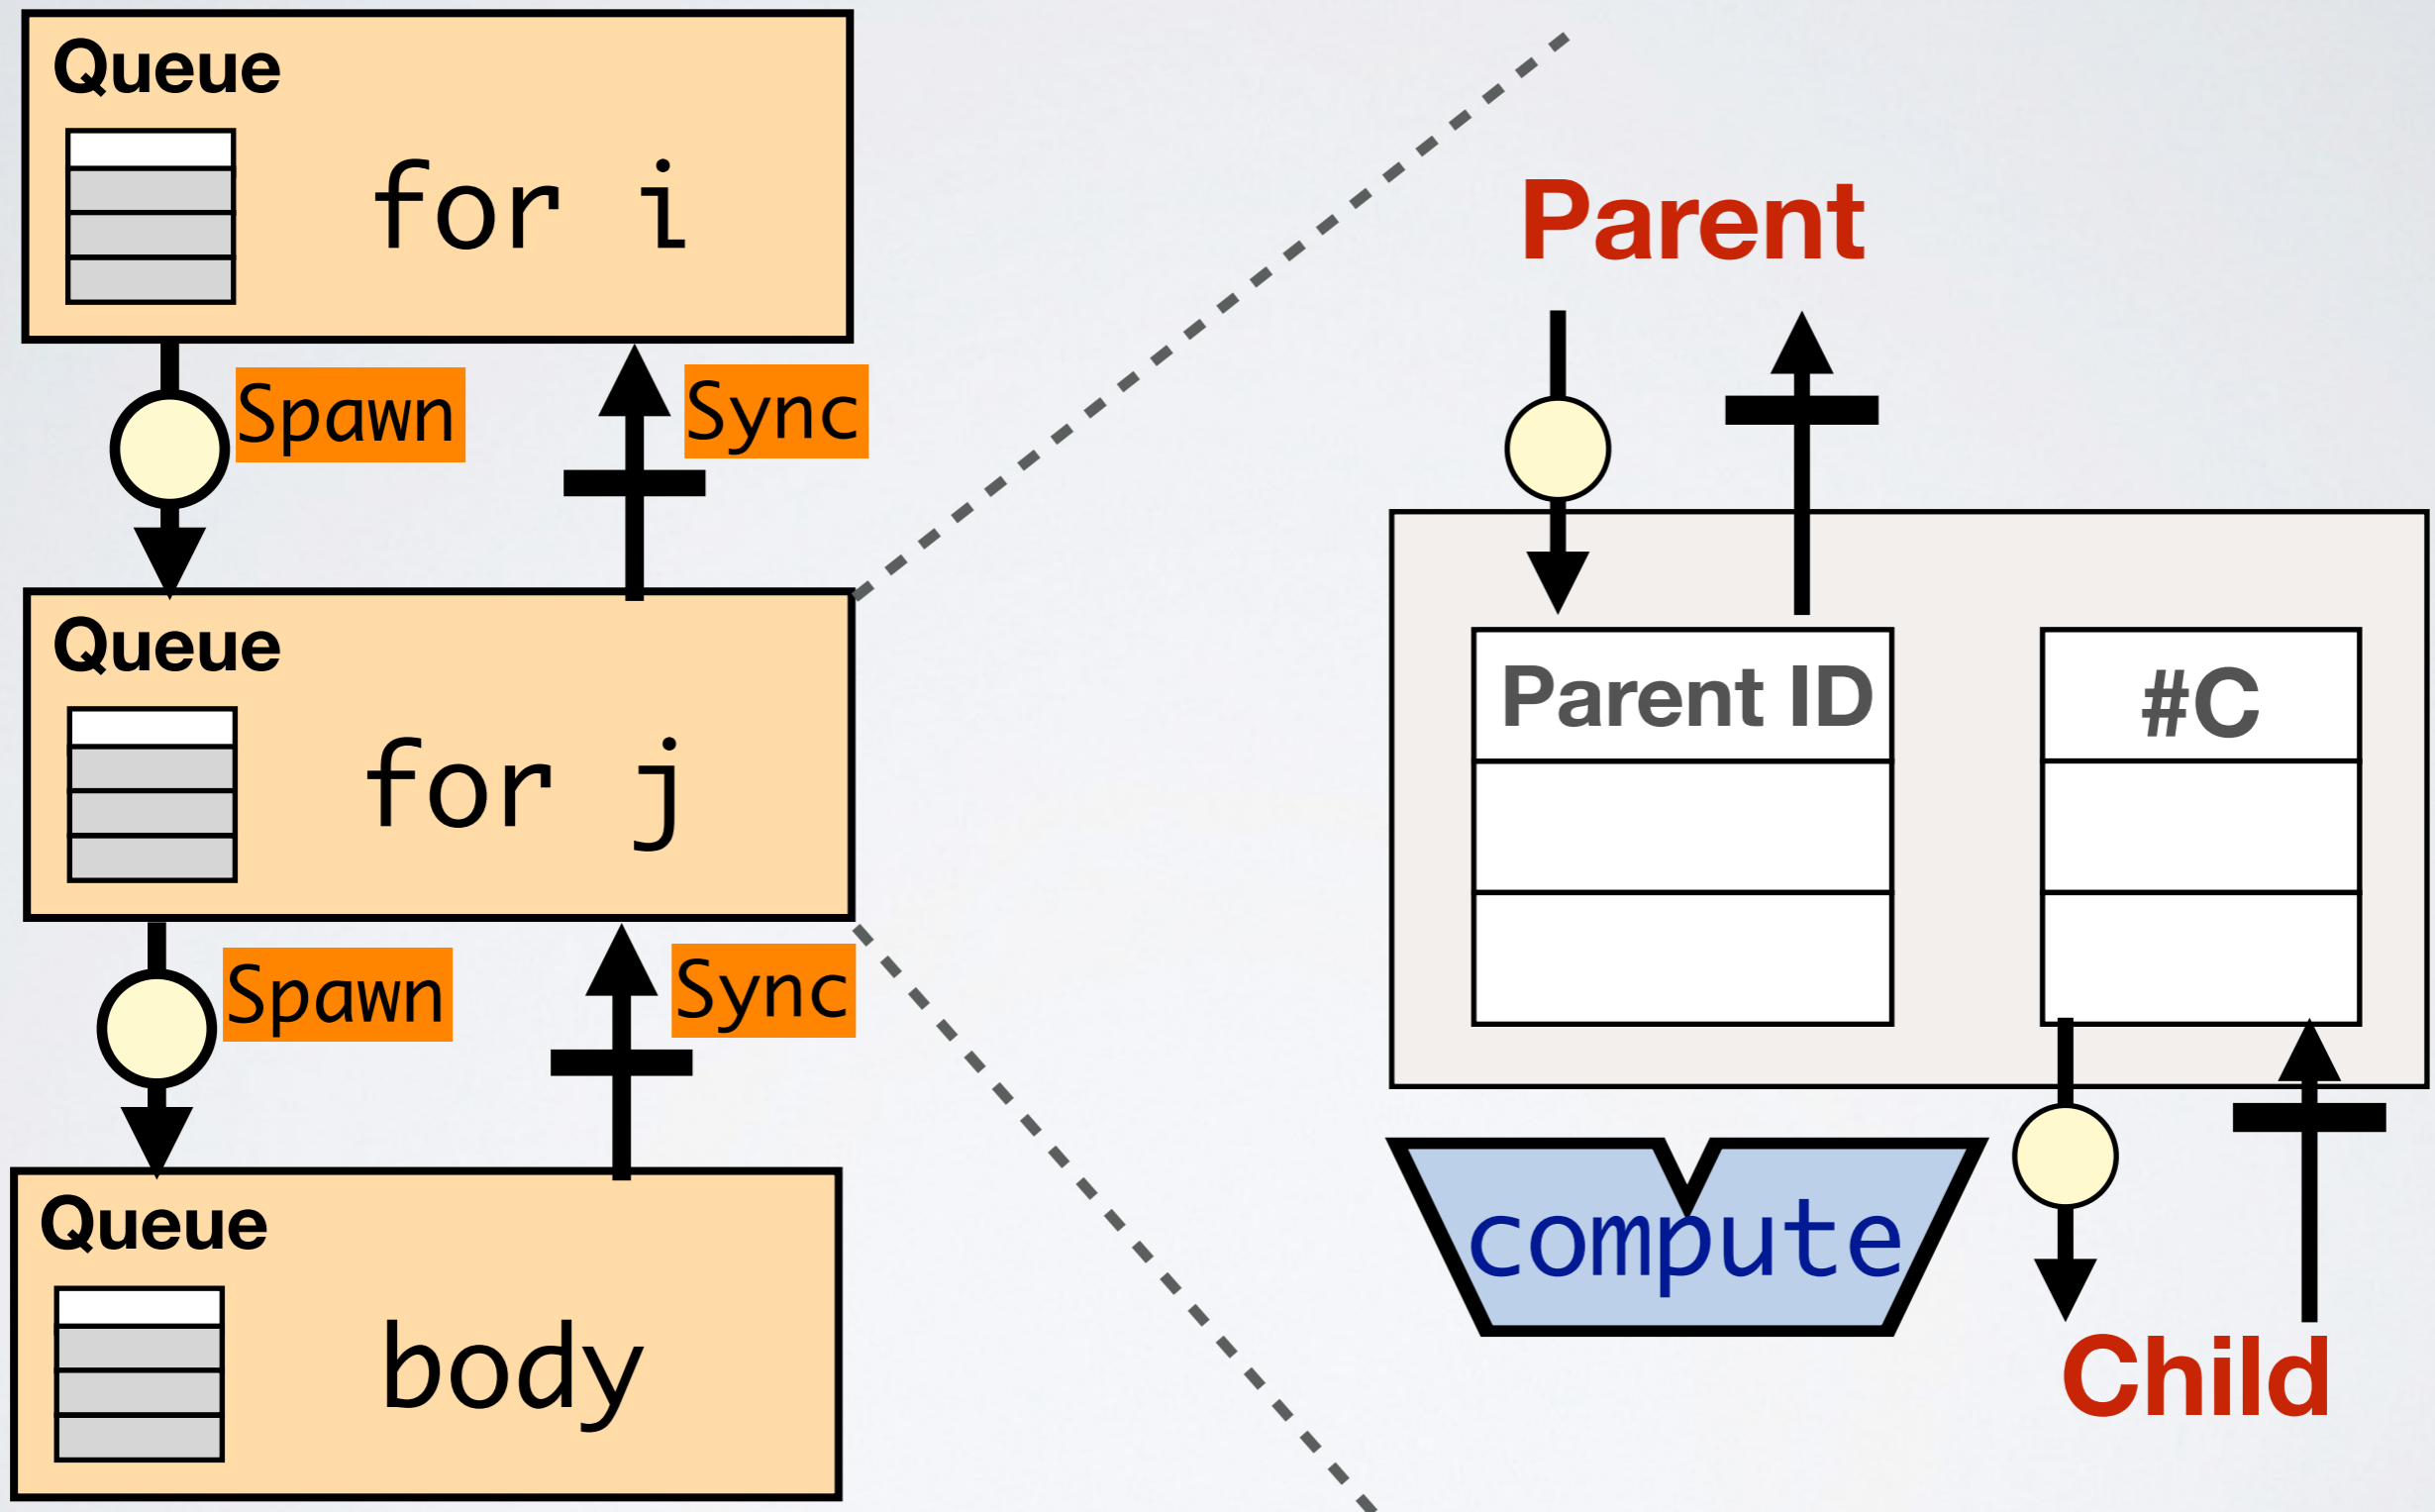 Queue
for i
Spawn
Sync
Queue
for j
Spawn
Sync
Queue
body
Parent
Parent ID
#C
compute
Child